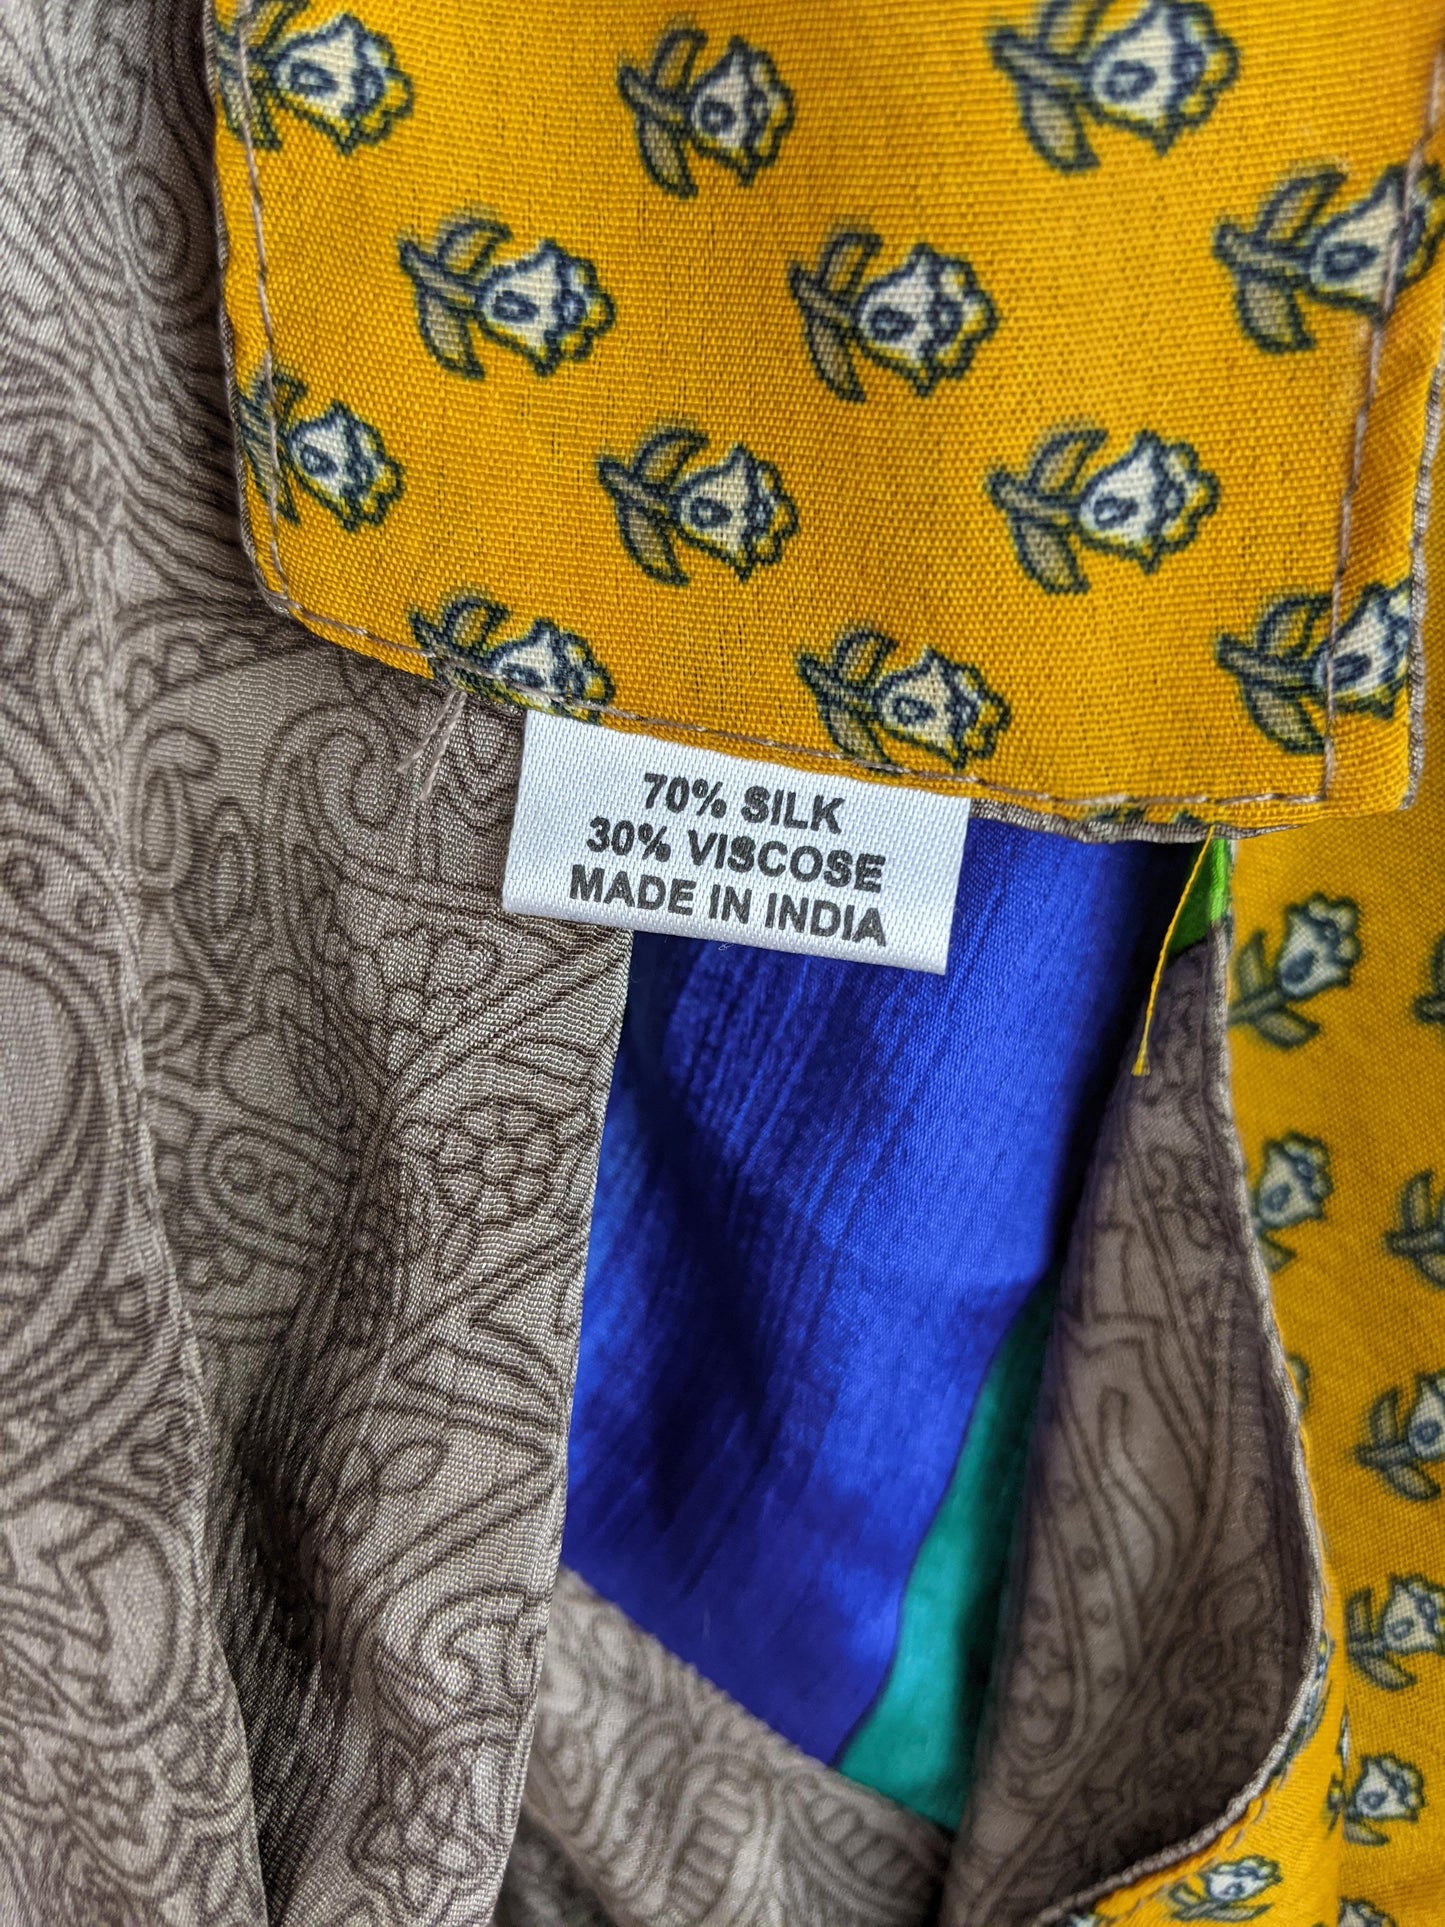 70% SILK
30% VISCOSE
MADE IN INDIA